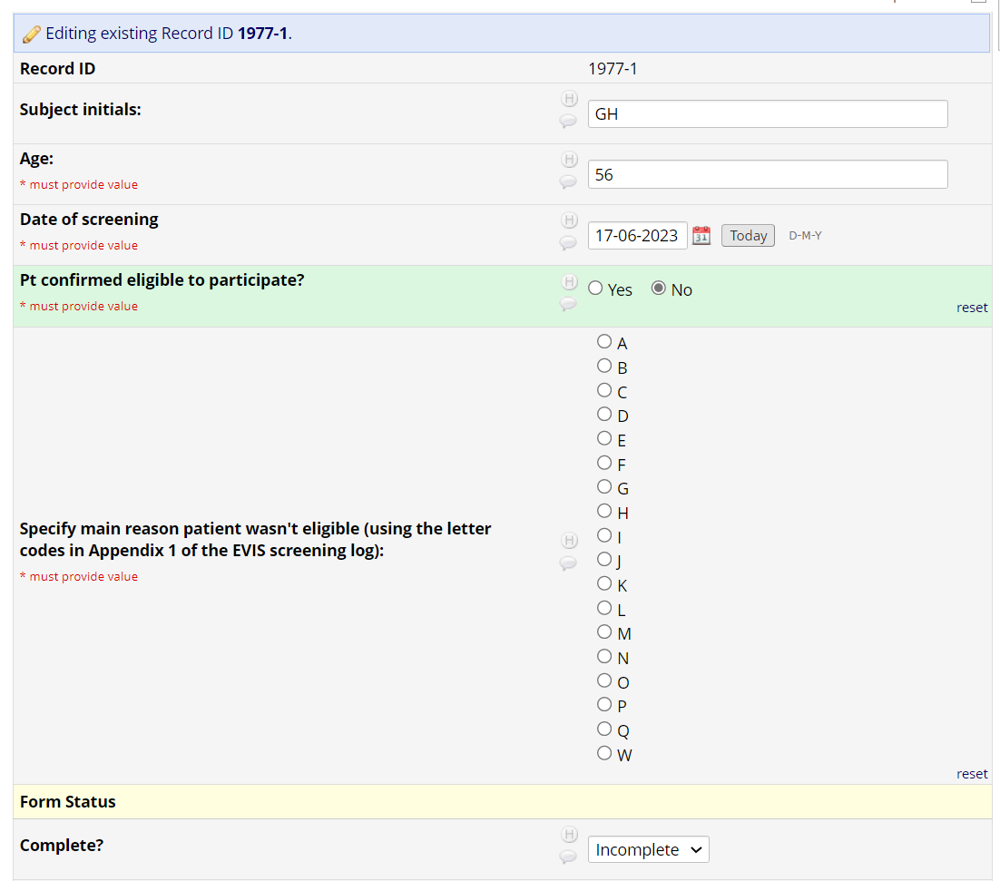 Editing existing Record ID 1977-1.
Record ID 1977-1
Subject initials:
H
GH
Age:
* must provide value
H
56
Date of screening
* must provide value
H
17-06-2023 31 Today D-M-Y
Pt confirmed eligible to participate?
* must provide value
H
Yes No
reset
Specify main reason patient wasn't eligible (using the letter
codes in Appendix 1 of the EVIS screening log):
* must provide value
H
A
B
C
D
E
F
G
H
I
J
K
L
M
N
O
P
Q
W
reset
Form Status
Complete?
H
Incomplete